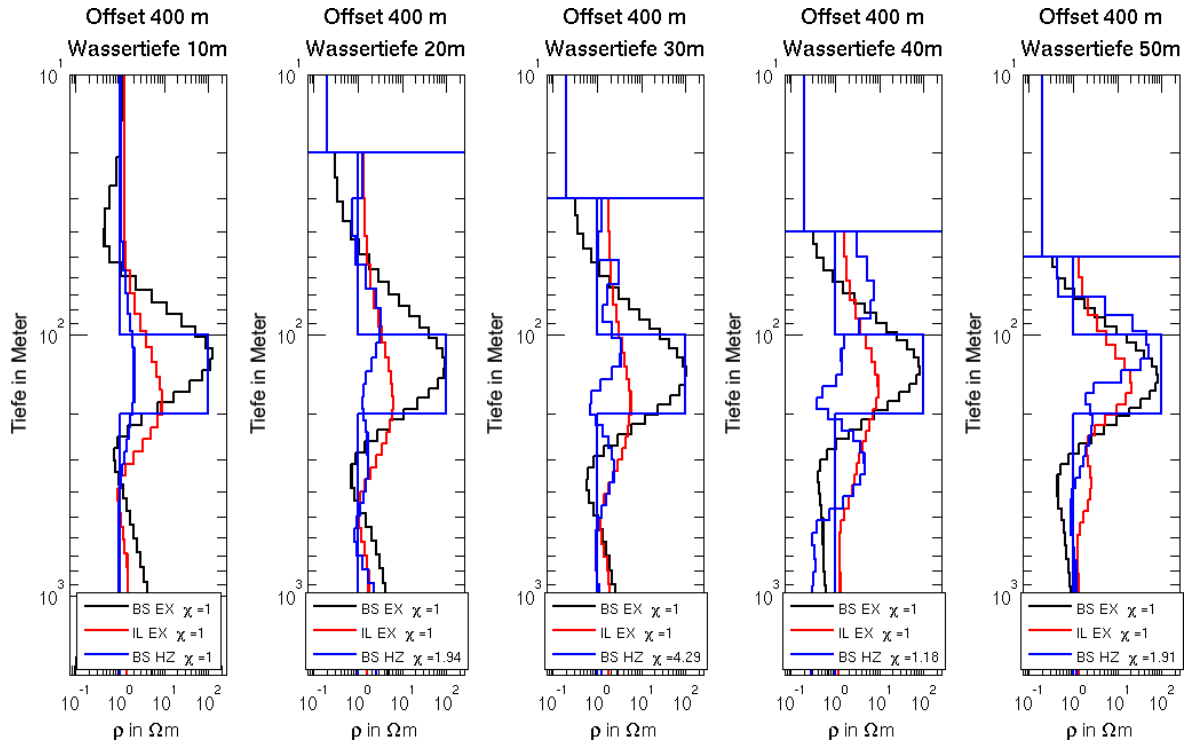 Offset 400 m
Wassertiefe 10m
Offset 400 m
Wassertiefe 20m
Offset 400 m
Wassertiefe 30m
Offset 400 m
Wassertiefe 40m
Offset 400 m
Wassertiefe 50m
Tiefe in Meter
10¹
10²
10³
BS EX χ =1
IL EX χ =1
BS HZ χ =1
10⁻¹ 10⁰ 10¹ 10²
ρ in Ωm
Tiefe in Meter
10¹
10²
10³
BS EX χ =1
IL EX χ =1
BS HZ χ =1.94
10⁻¹ 10⁰ 10¹ 10²
ρ in Ωm
Tiefe in Meter
10¹
10²
10³
BS EX χ =1
IL EX χ =1
BS HZ χ =4.29
10⁻¹ 10⁰ 10¹ 10²
ρ in Ωm
Tiefe in Meter
10¹
10²
10³
BS EX χ =1
IL EX χ =1
BS HZ χ =1.18
10⁻¹ 10⁰ 10¹ 10²
ρ in Ωm
Tiefe in Meter
10¹
10²
10³
BS EX χ =1
IL EX χ =1
BS HZ χ =1.91
10⁻¹ 10⁰ 10¹ 10²
ρ in Ωm